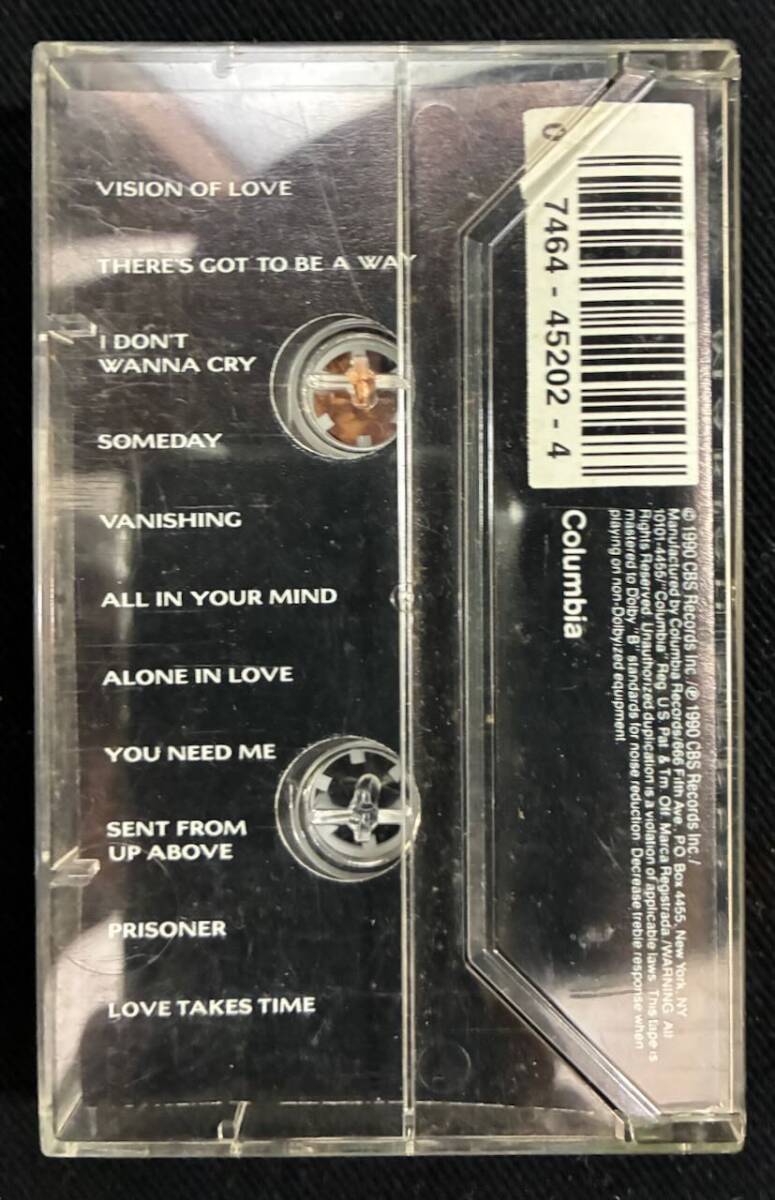 VISION OF LOVE
THERE'S GOT TO BE A WAY
I DON'T
WANNA CRY
SOMEDAY
VANISHING
ALL IN YOUR MIND
ALONE IN LOVE
YOU NEED ME
SENT FROM
UP ABOVE
PRISONER
LOVE TAKES TIME
0
7464 - 45202 - 4
Columbia
© 1990 CBS Records Inc. / ℗ 1990 CBS Records Inc./
Manufactured by Columbia Records/666 Fifth Ave., P.O. Box 4455, New York, NY
10101-4455/"Columbia" Reg. U.S. Pat. & Tm. Off. Marca Registrada./WARNING: All
Rights Reserved. Unauthorized duplication is a violation of applicable laws. This tape is
mastered to Dolby "B" standards for noise reduction. Decrease treble response when
playing on non-Dolbyized equipment.